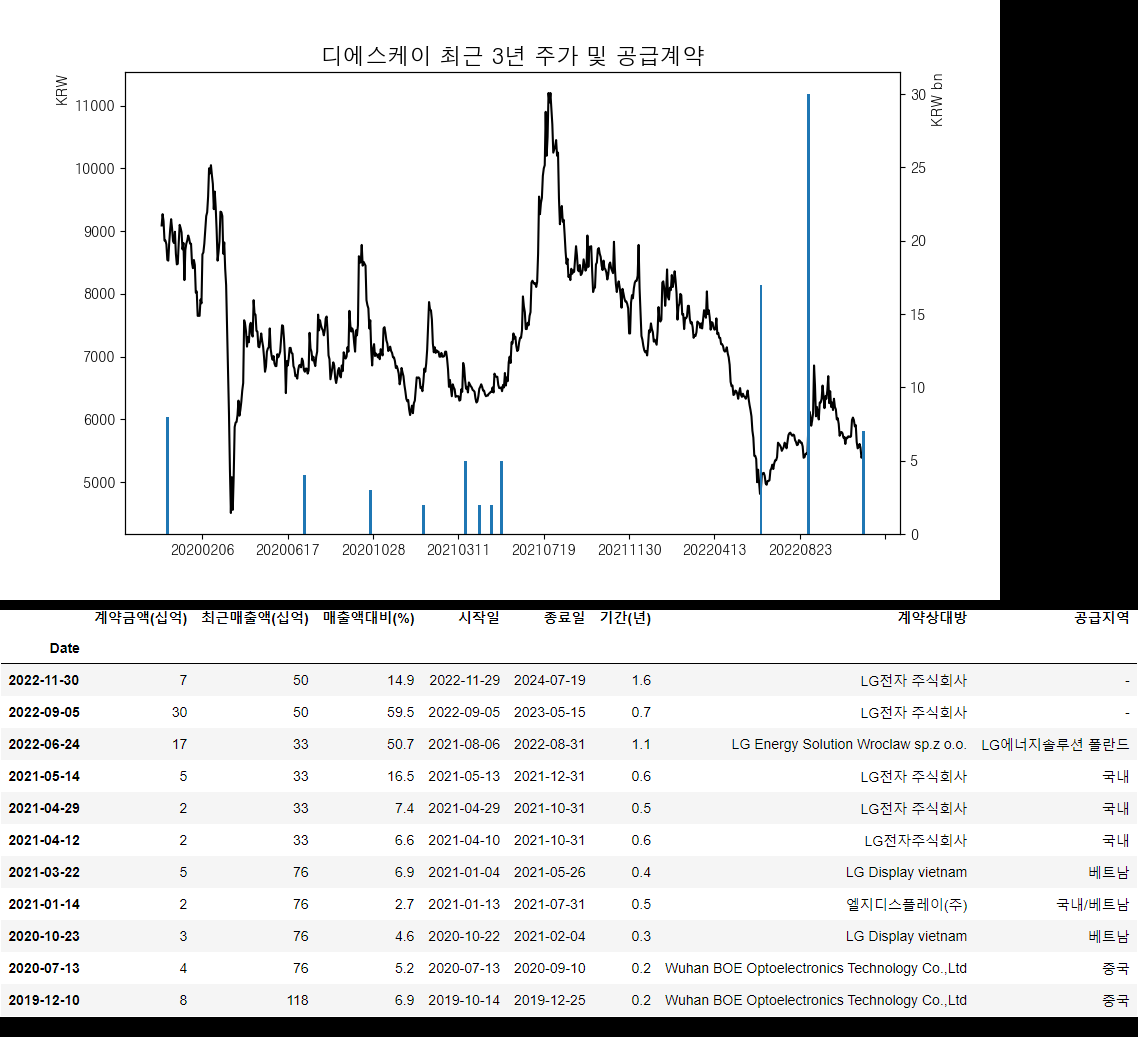 디에스케이 최근 3년 주가 및 공급계약
KRW
KRW bn
11000
10000
9000
8000
7000
6000
5000
30
25
20
15
10
5
0
20200206 20200617 20201028 20210311 20210719 20211130 20220413 20220823
계약금액(십억) 최근매출액(십억) 매출액대비(%) 시작일 종료일 기간(년) 계약상대방 공급지역
Date
2022-11-30 7 50 14.9 2022-11-29 2024-07-19 1.6 LG전자 주식회사 -
2022-09-05 30 50 59.5 2022-09-05 2023-05-15 0.7 LG전자 주식회사 -
2022-06-24 17 33 50.7 2021-08-06 2022-08-31 1.1 LG Energy Solution Wroclaw sp.z o.o. LG에너지솔루션 폴란드
2021-05-14 5 33 16.5 2021-05-13 2021-12-31 0.6 LG전자 주식회사 국내
2021-04-29 2 33 7.4 2021-04-29 2021-10-31 0.5 LG전자 주식회사 국내
2021-04-12 2 33 6.6 2021-04-10 2021-10-31 0.6 LG전자주식회사 국내
2021-03-22 5 76 6.9 2021-01-04 2021-05-26 0.4 LG Display vietnam 베트남
2021-01-14 2 76 2.7 2021-01-13 2021-07-31 0.5 엘지디스플레이(주) 국내/베트남
2020-10-23 3 76 4.6 2020-10-22 2021-02-04 0.3 LG Display vietnam 베트남
2020-07-13 4 76 5.2 2020-07-13 2020-09-10 0.2 Wuhan BOE Optoelectronics Technology Co.,Ltd 중국
2019-12-10 8 118 6.9 2019-10-14 2019-12-25 0.2 Wuhan BOE Optoelectronics Technology Co.,Ltd 중국